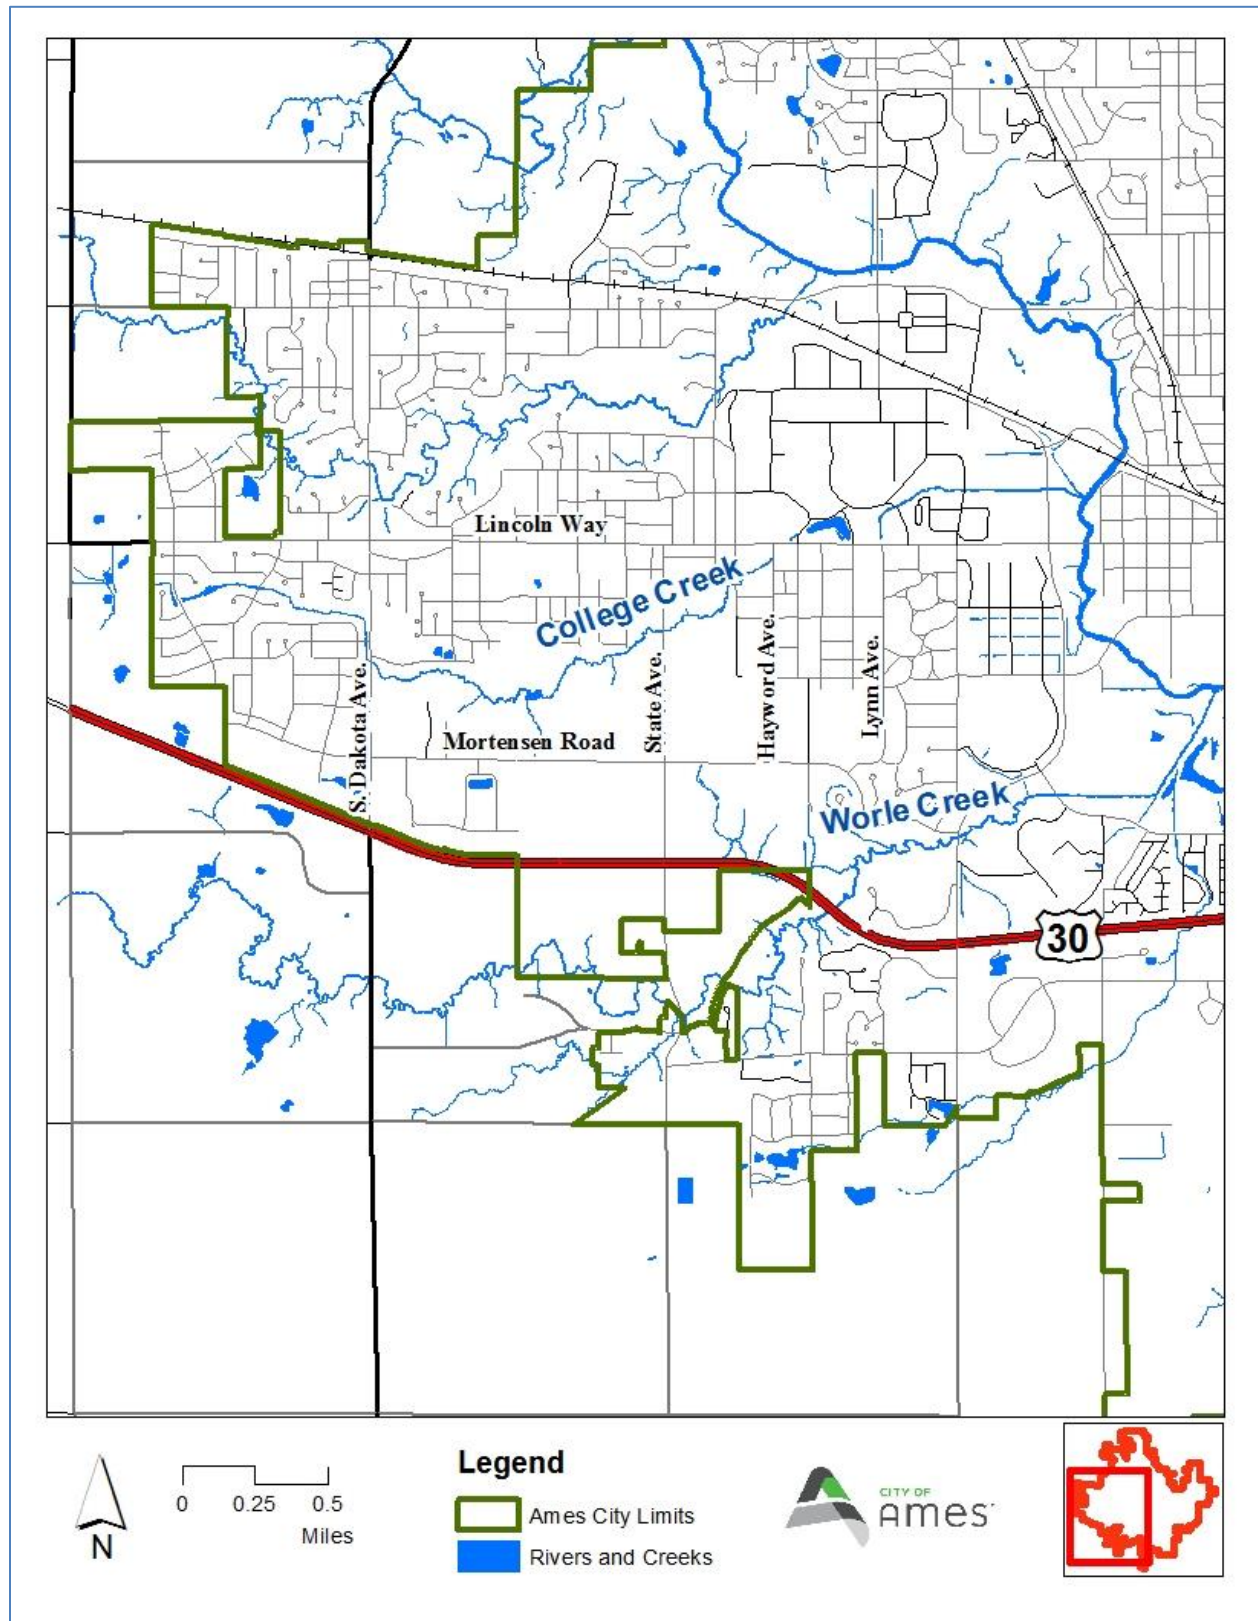 Lincoln Way
College Creek
S. Dakota Ave.
State Ave.
Hayword Ave.
Lynn Ave.
Mortensen Road
Worle Creek
30
N
0 0.25 0.5
Miles
Legend
Ames City Limits
Rivers and Creeks
CITY OF
Ames